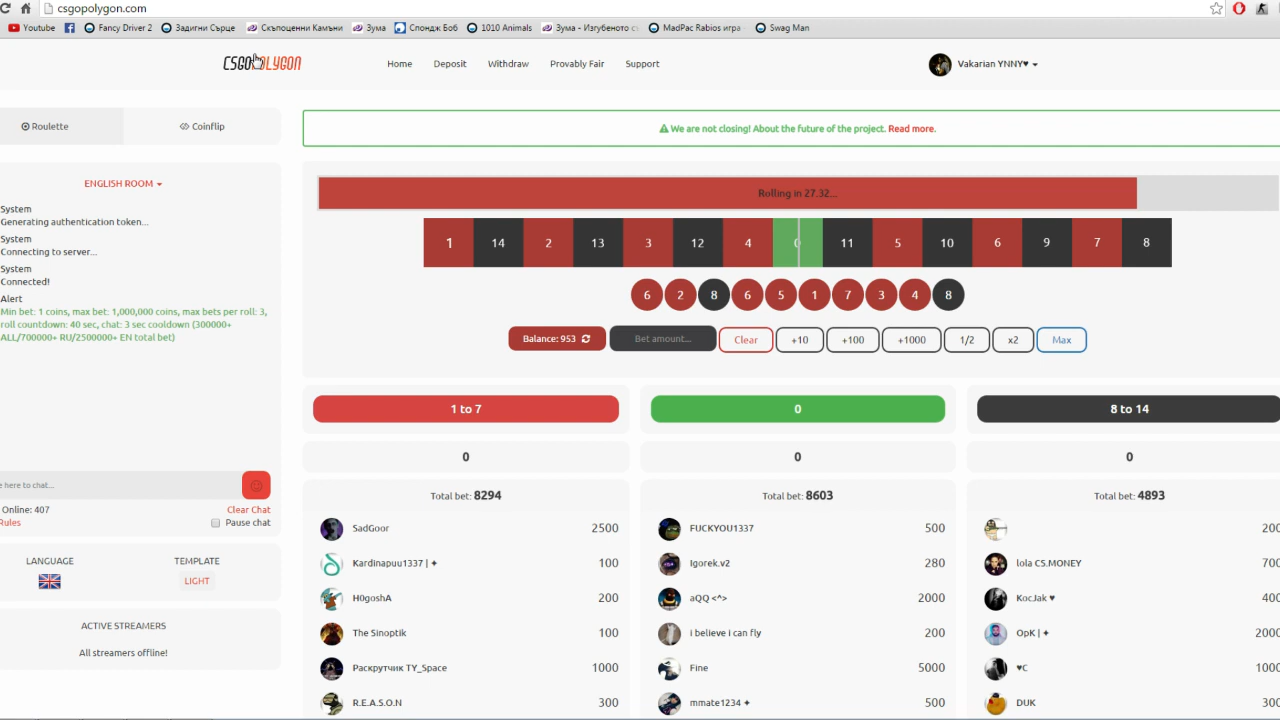 csgopolygon.com
Youtube Fancy Driver 2 Задигни Сърце Скъпоценни Камъни Зума Спондж Боб 1010 Animals Зума - Изгубеното MadPac Rabios игра Swag Man
CSGOPOLYGON Home Deposit Withdraw Provably Fair Support Vakarian YNNY♥
Roulette Coinflip
We are not closing! About the future of the project. Read more.
ENGLISH ROOM
System
Generating authentication token...
System
Connecting to server...
System
Connected!
Alert
Min bet: 1 coins, max bet: 1,000,000 coins, max bets per roll: 3,
roll countdown: 40 sec, chat: 3 sec cooldown (300000+
ALL/700000+ RU/2500000+ EN total bet)
e here to chat...
Online: 407 Clear Chat
Rules Pause chat
LANGUAGE TEMPLATE
LIGHT
ACTIVE STREAMERS
All streamers offline!
Rolling in 27.32...
1 14 2 13 3 12 4 0 11 5 10 6 9 7 8
6 2 8 6 5 1 7 3 4 8
Balance: 953 Bet amount... Clear +10 +100 +1000 1/2 x2 Max
1 to 7 0 8 to 14
0 0 0
Total bet: 8294 Total bet: 8603 Total bet: 4893
SadGoor 2500 FUCKYOU1337 500 200
Kardinapuu1337 | ✦ 100 Igorek.v2 280 lola CS.MONEY 700
H0goshA 200 aQQ <^> 2000 KocJak ♥ 400
The Sinoptik 100 i believe i can fly 200 OpK | ✦ 2000
Раскрутчик TY_Space 1000 Fine 5000 ♥C 1000
R.E.A.S.O.N 300 mmate1234 ✦ 500 DUK 300